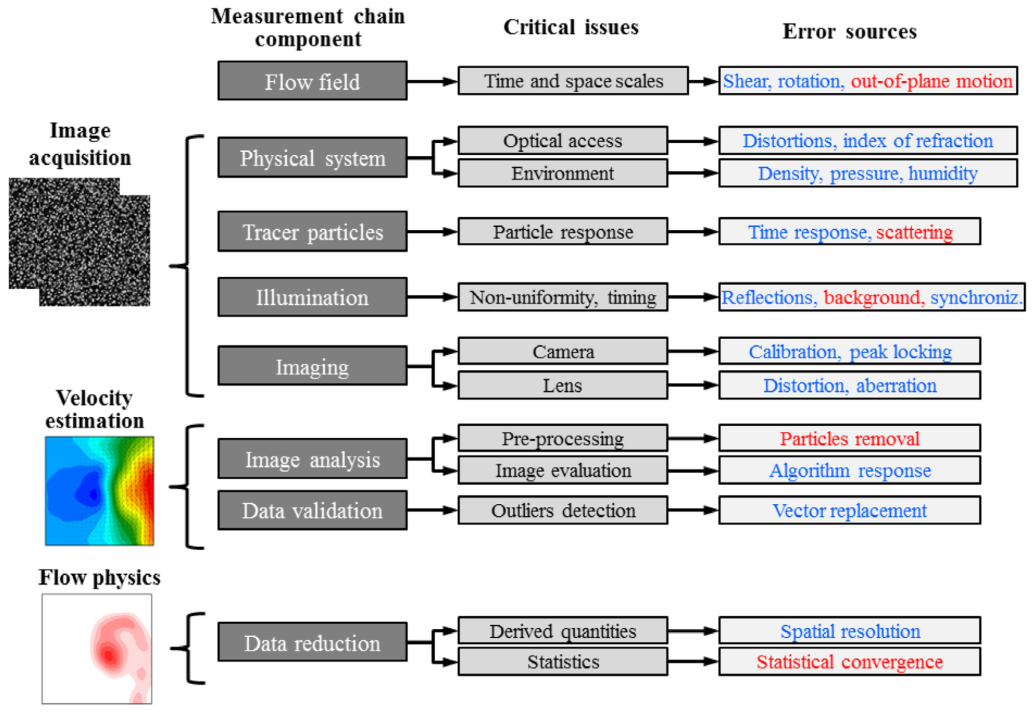 Measurement chain
component
Critical issues
Error sources
Flow field
Time and space scales
Shear, rotation, out-of-plane motion
Image
acquisition
Physical system
Optical access
Distortions, index of refraction
Environment
Density, pressure, humidity
Tracer particles
Particle response
Time response, scattering
Illumination
Non-uniformity, timing
Reflections, background, synchroniz.
Imaging
Camera
Calibration, peak locking
Lens
Distortion, aberration
Velocity
estimation
Image analysis
Pre-processing
Particles removal
Image evaluation
Algorithm response
Data validation
Outliers detection
Vector replacement
Flow physics
Data reduction
Derived quantities
Spatial resolution
Statistics
Statistical convergence